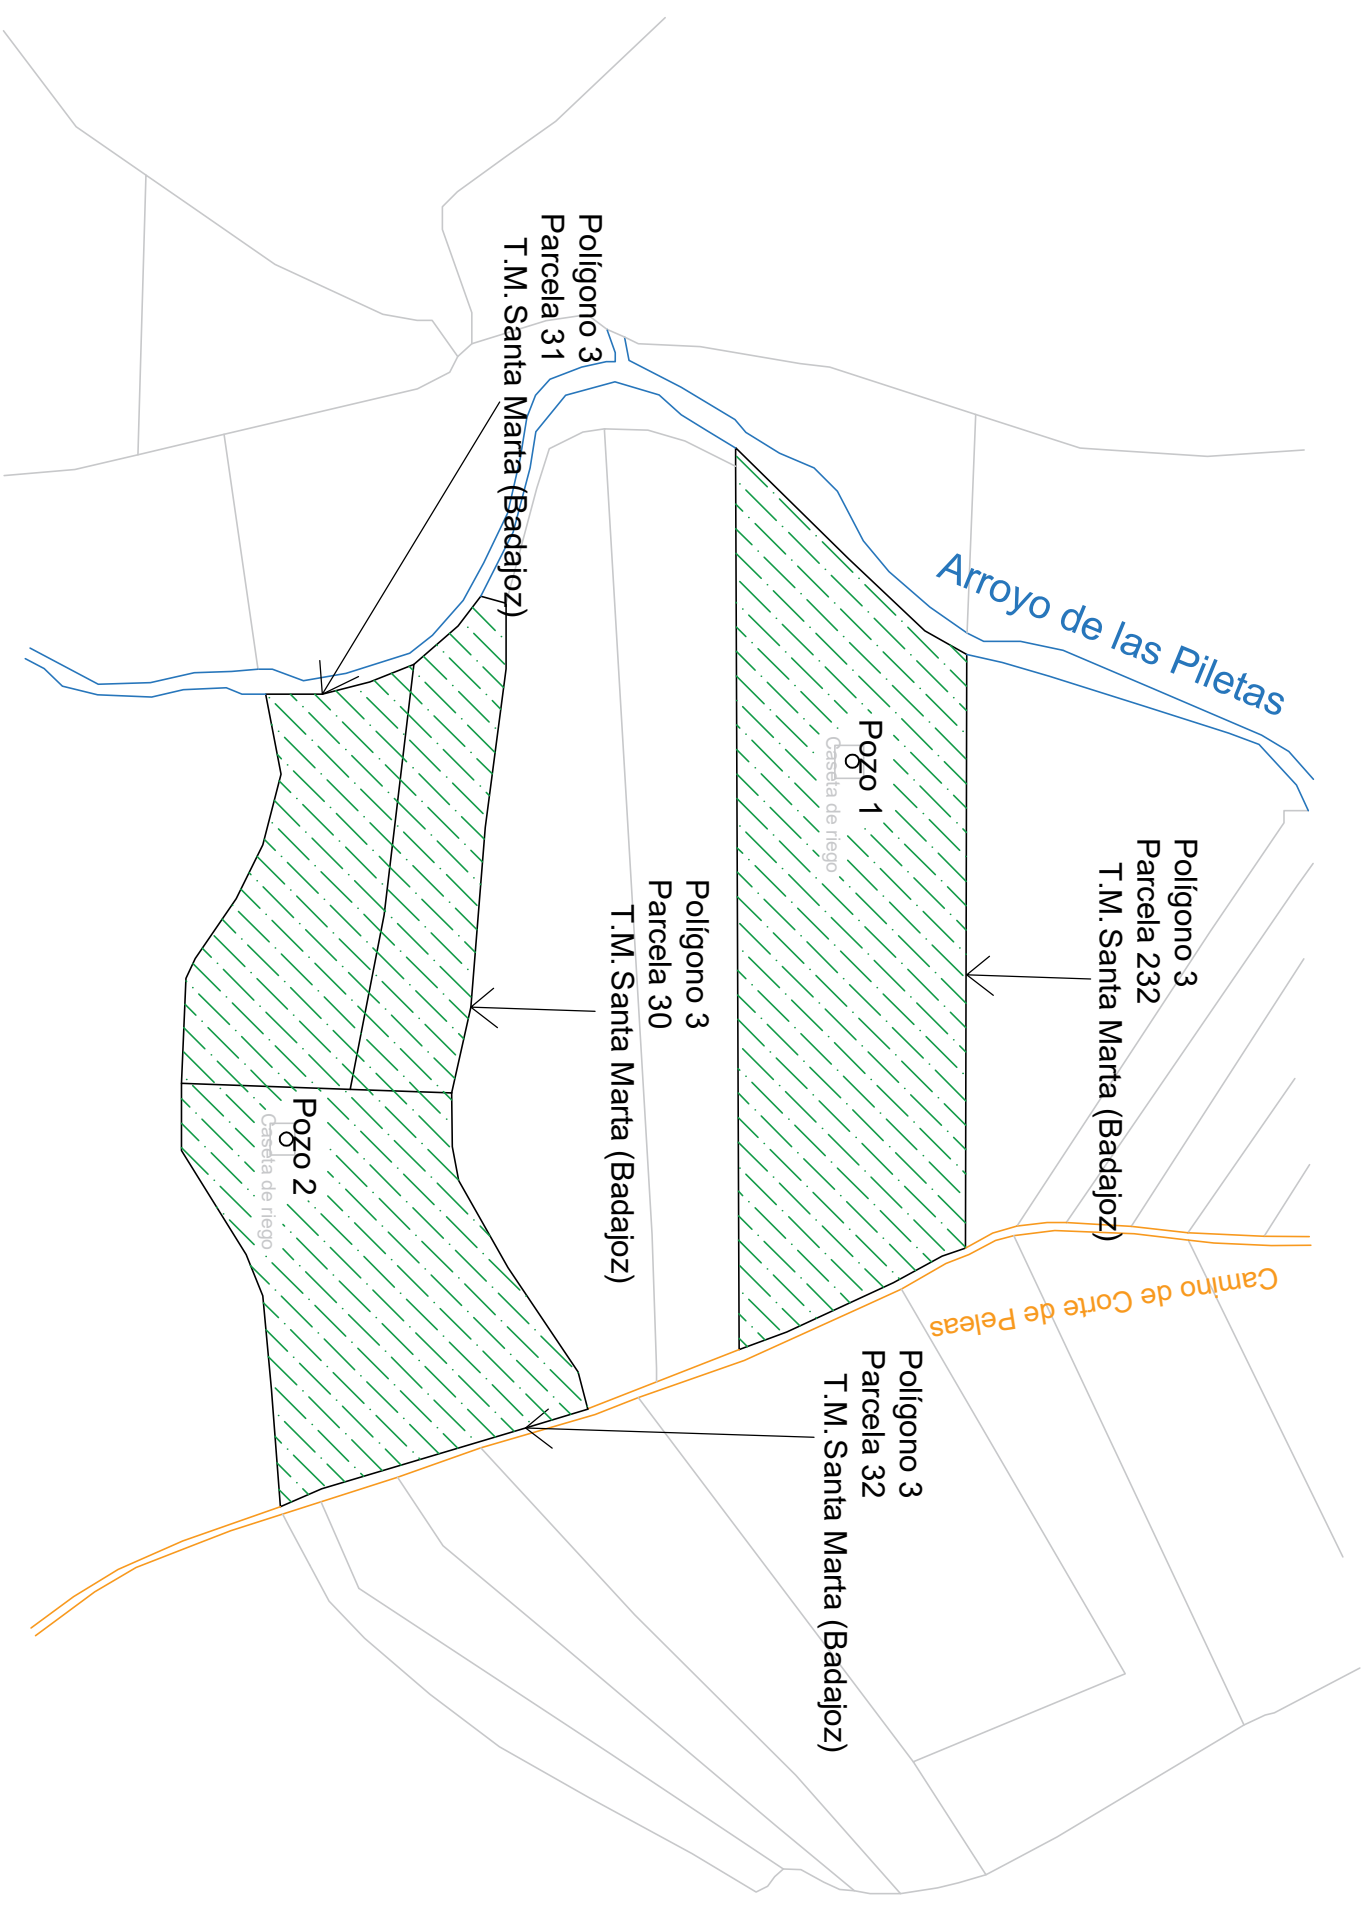 Polígono 3
Parcela 31
T.M. Santa Marta (Badajoz)
Arroyo de las Piletas
Pozo 1
Caseta de riego
Polígono 3
Parcela 232
T.M. Santa Marta (Badajoz)
Polígono 3
Parcela 30
T.M. Santa Marta (Badajoz)
Pozo 2
Caseta de riego
Camino de Corte de Peleas
Polígono 3
Parcela 32
T.M. Santa Marta (Badajoz)